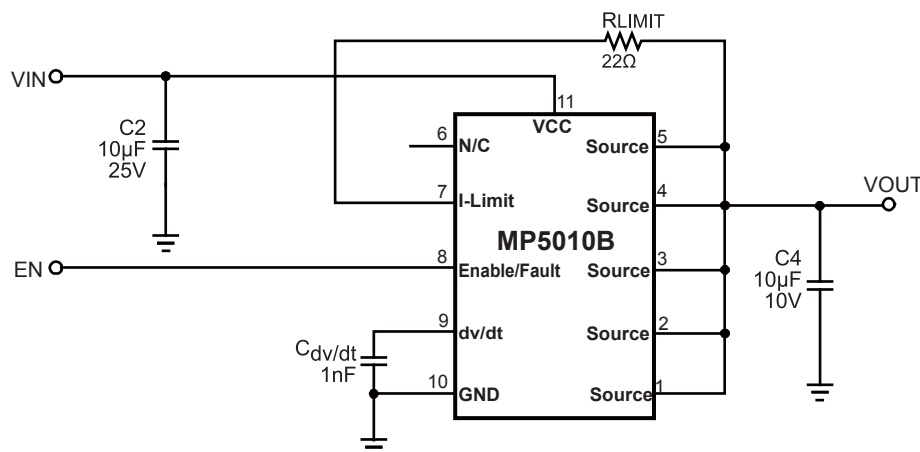 RLIMIT
22Ω
VIN
11
VCC
C2
10µF
25V
6
N/C
Source
5
7
I-Limit
Source
4
VOUT
MP5010B
EN
8
Enable/Fault
Source
3
C4
10µF
10V
9
dv/dt
Source
2
Cdv/dt
1nF
10
GND
Source
1